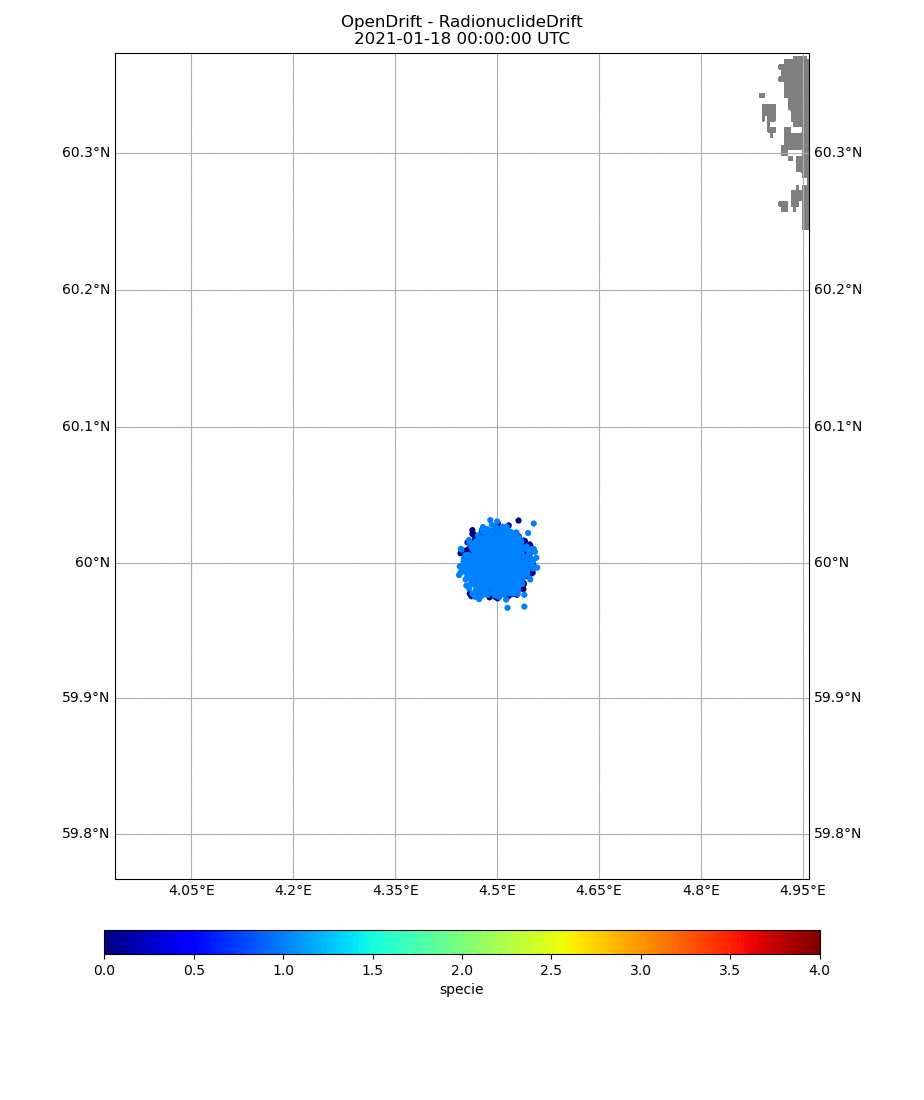 OpenDrift - RadionuclideDrift
2021-01-18 00:00:00 UTC
60.3°N 60.3°N
60.2°N 60.2°N
60.1°N 60.1°N
60°N 60°N
59.9°N 59.9°N
59.8°N 59.8°N
4.05°E 4.2°E 4.35°E 4.5°E 4.65°E 4.8°E 4.95°E
0.0 0.5 1.0 1.5 2.0 2.5 3.0 3.5 4.0
specie